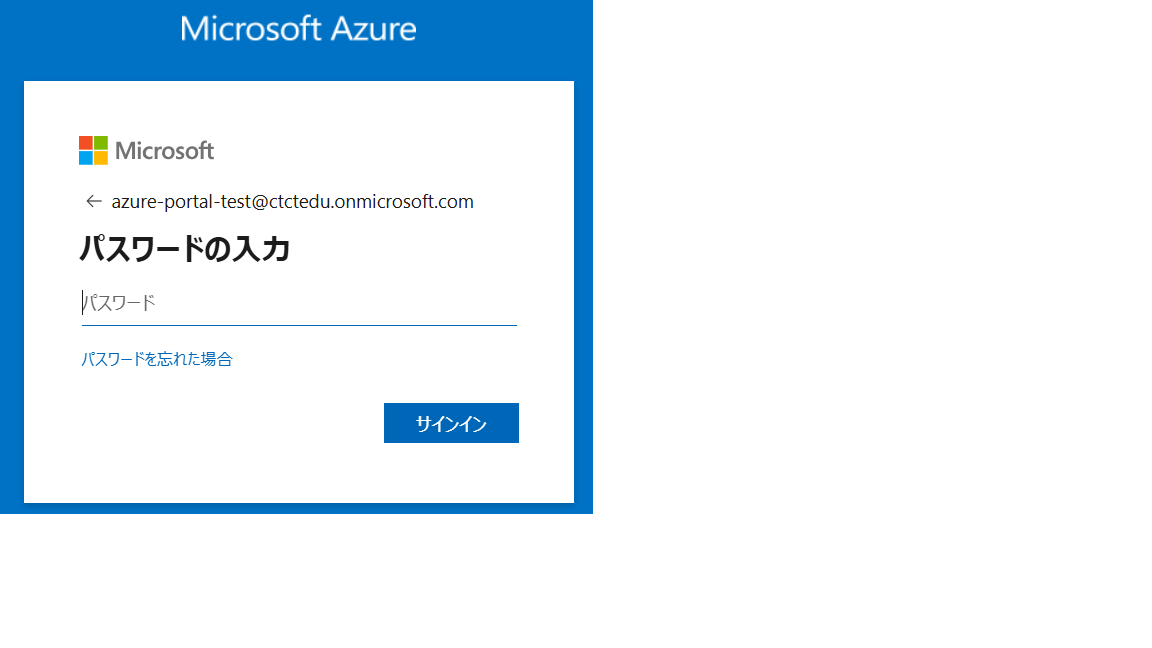 Microsoft Azure
Microsoft
← azure-portal-test@ctctedu.onmicrosoft.com
パスワードの入力
パスワード
パスワードを忘れた場合
サインイン